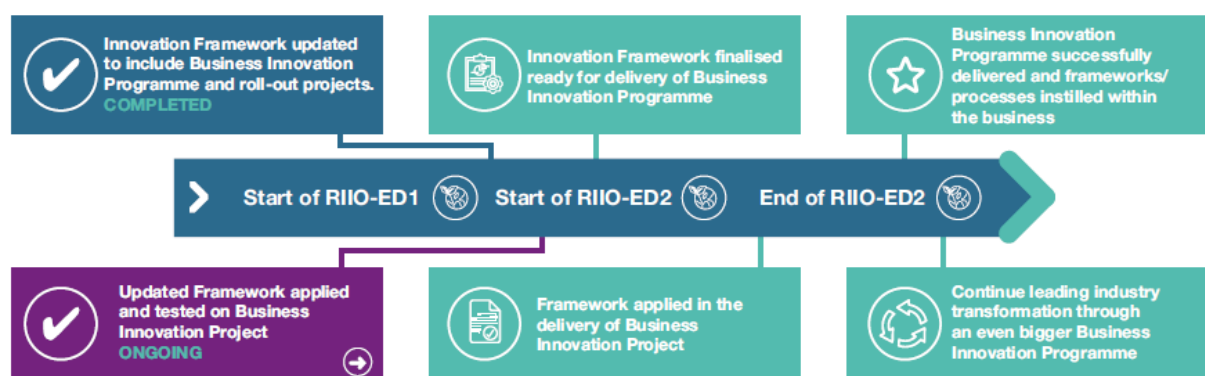 Innovation Framework updated
to include Business Innovation
Programme and roll-out projects.
COMPLETED
Innovation Framework finalised
ready for delivery of Business
Innovation Programme
Business Innovation
Programme successfully
delivered and frameworks/
processes instilled within
the business
Start of RIIO-ED1
Start of RIIO-ED2
End of RIIO-ED2
Updated Framework applied
and tested on Business
Innovation Project
ONGOING
Framework applied in the
delivery of Business
Innovation Project
Continue leading industry
transformation through
an even bigger Business
Innovation Programme